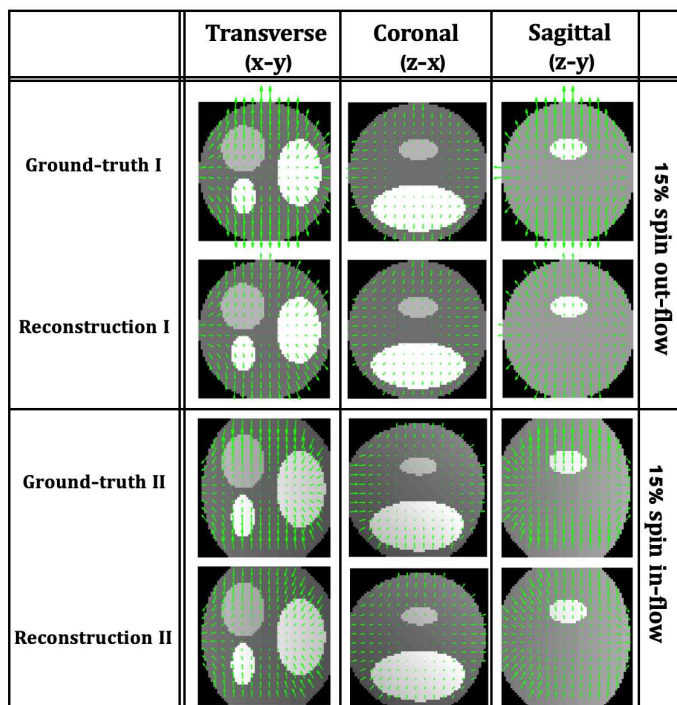 Transverse
(x-y)
Coronal
(z-x)
Sagittal
(z-y)
Ground-truth I
Reconstruction I
15% spin out-flow
Ground-truth II
Reconstruction II
15% spin in-flow